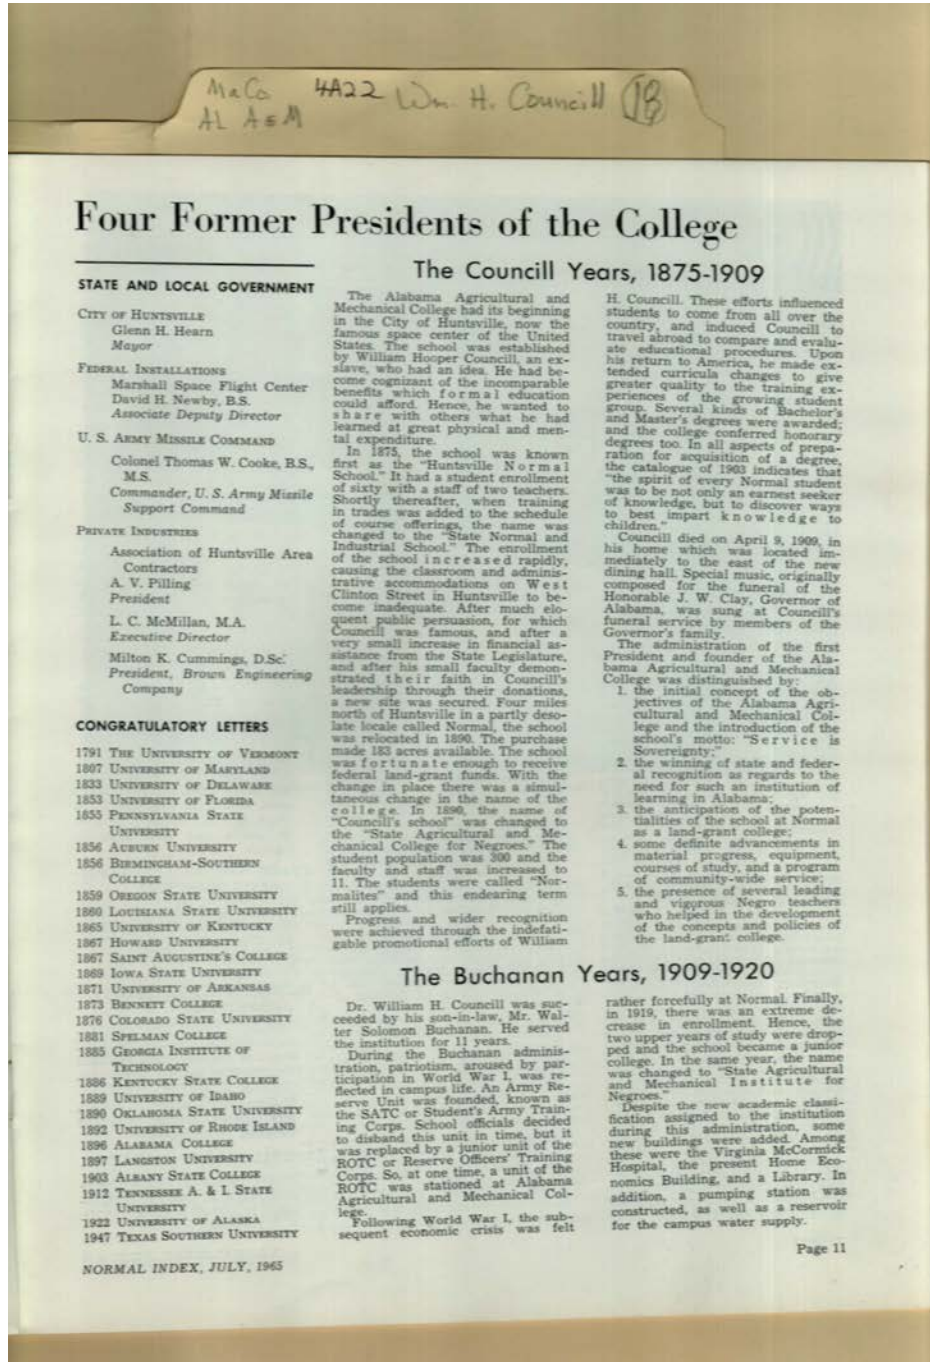 MaCo 4A22 Wm. H. Councill 18
AL A&M
Four Former Presidents of the College
STATE AND LOCAL GOVERNMENT
CITY OF HUNTSVILLE
Glenn H. Hearn
Mayor
FEDERAL INSTALLATIONS
Marshall Space Flight Center
David H. Newby, B.S.
Associate Deputy Director
U. S. ARMY MISSILE COMMAND
Colonel Thomas W. Cooke, B.S.,
M.S.
Commander, U. S. Army Missile
Support Command
PRIVATE INDUSTRIES
Association of Huntsville Area
Contractors
A. V. Pilling
President
L. C. McMillan, M.A.
Executive Director
Milton K. Cummings, D.Sc.
President, Brown Engineering
Company
CONGRATULATORY LETTERS
1791 THE UNIVERSITY OF VERMONT
1807 UNIVERSITY OF MARYLAND
1833 UNIVERSITY OF DELAWARE
1853 UNIVERSITY OF FLORIDA
1855 PENNSYLVANIA STATE
UNIVERSITY
1856 AUBURN UNIVERSITY
1856 BIRMINGHAM-SOUTHERN
COLLEGE
1859 OREGON STATE UNIVERSITY
1860 LOUISIANA STATE UNIVERSITY
1865 UNIVERSITY OF KENTUCKY
1867 HOWARD UNIVERSITY
1867 SAINT AUGUSTINE'S COLLEGE
1869 IOWA STATE UNIVERSITY
1871 UNIVERSITY OF ARKANSAS
1873 BENNETT COLLEGE
1876 COLORADO STATE UNIVERSITY
1881 SPELMAN COLLEGE
1885 GEORGIA INSTITUTE OF
TECHNOLOGY
1886 KENTUCKY STATE COLLEGE
1889 UNIVERSITY OF IDAHO
1890 OKLAHOMA STATE UNIVERSITY
1892 UNIVERSITY OF RHODE ISLAND
1896 ALABAMA COLLEGE
1897 LANGSTON UNIVERSITY
1903 ALBANY STATE COLLEGE
1912 TENNESSEE A. & I. STATE
UNIVERSITY
1922 UNIVERSITY OF ALASKA
1947 TEXAS SOUTHERN UNIVERSITY
The Councill Years, 1875-1909
The Alabama Agricultural and
Mechanical College had its beginning
in the City of Huntsville, now the
famous space center of the United
States. The school was established
by William Hooper Councill, an ex-
slave, who had an idea. He had be-
come cognizant of the incomparable
benefits which formal education
could afford. Hence, he wanted to
share with others what he had
learned at great physical and men-
tal expenditure.
In 1875, the school was known
first as the "Huntsville Normal
School." It had a student enrollment
of sixty with a staff of two teachers.
Shortly thereafter, when training
in trades was added to the schedule
of course offerings, the name was
changed to the "State Normal and
Industrial School." The enrollment
of the school increased rapidly,
causing the classroom and adminis-
trative accommodations on West
Clinton Street in Huntsville to be-
come inadequate. After much elo-
quent public persuasion, for which
Councill was famous, and after a
very small increase in financial as-
sistance from the State Legislature,
and after his small faculty demon-
strated their faith in Councill's
leadership through their donations,
a new site was secured. Four miles
north of Huntsville in a partly deso-
late locale called Normal, the school
was relocated in 1890. The purchase
made 183 acres available. The school
was fortunate enough to receive
federal land-grant funds. With the
change in place there was a simul-
taneous change in the name of the
college. In 1890, the name of
"Councill's school" was changed to
the "State Agricultural and Me-
chanical College for Negroes." The
student population was 300 and the
faculty and staff was increased to
11. The students were called "Nor-
malites" and this endearing term
still applies.
Progress and wider recognition
were achieved through the indefati-
gable promotional efforts of William
H. Councill. These efforts influenced
students to come from all over the
country, and induced Councill to
travel abroad to compare and evalu-
ate educational procedures. Upon
his return to America, he made ex-
tended curricula changes to give
greater quality to the training ex-
periences of the growing student
group. Several kinds of Bachelor's
and Master's degrees were awarded;
and the college conferred honorary
degrees too. In all aspects of prepa-
ration for acquisition of a degree,
the catalogue of 1903 indicates that
"the spirit of every Normal student
was to be not only an earnest seeker
of knowledge, but to discover ways
to best impart knowledge to
children."
Councill died on April 9, 1909, in
his home which was located im-
mediately to the east of the new
dining hall. Special music, originally
composed for the funeral of the
Honorable J. W. Clay, Governor of
Alabama, was sung at Councill's
funeral service by members of the
Governor's family.
The administration of the first
President and founder of the Ala-
bama Agricultural and Mechanical
College was distinguished by:
1. the initial concept of the ob-
jectives of the Alabama Agri-
cultural and Mechanical Col-
lege and the introduction of the
school's motto: "Service is
Sovereignty;"
2. the winning of state and feder-
al recognition as regards to the
need for such an institution of
learning in Alabama;
3. the anticipation of the poten-
tialities of the school at Normal
as a land-grant college;
4. some definite advancements in
material progress, equipment,
courses of study, and a program
of community-wide service;
5. the presence of several leading
and vigorous Negro teachers
who helped in the development
of the concepts and policies of
the land-grant college.
The Buchanan Years, 1909-1920
Dr. William H. Councill was suc-
ceeded by his son-in-law, Mr. Wal-
ter Solomon Buchanan. He served
the institution for 11 years.
During the Buchanan adminis-
tration, patriotism, aroused by par-
ticipation in World War I, was re-
flected in campus life. An Army Re-
serve Unit was founded, known as
the SATC or Student's Army Train-
ing Corps. School officials decided
to disband this unit in time, but it
was replaced by a junior unit of the
ROTC or Reserve Officers' Training
Corps. So, at one time, a unit of the
ROTC was stationed at Alabama
Agricultural and Mechanical Col-
lege.
Following World War I, the sub-
sequent economic crisis was felt
rather forcefully at Normal. Finally,
in 1919, there was an extreme de-
crease in enrollment. Hence, the
two upper years of study were drop-
ped and the school became a junior
college. In the same year, the name
was changed to "State Agricultural
and Mechanical Institute for
Negroes."
Despite the new academic classi-
fication assigned to the institution
during this administration, some
new buildings were added. Among
these were the Virginia McCormick
Hospital, the present Home Eco-
nomics Building, and a Library. In
addition, a pumping station was
constructed, as well as a reservoir
for the campus water supply.
NORMAL INDEX, JULY, 1965
Page 11